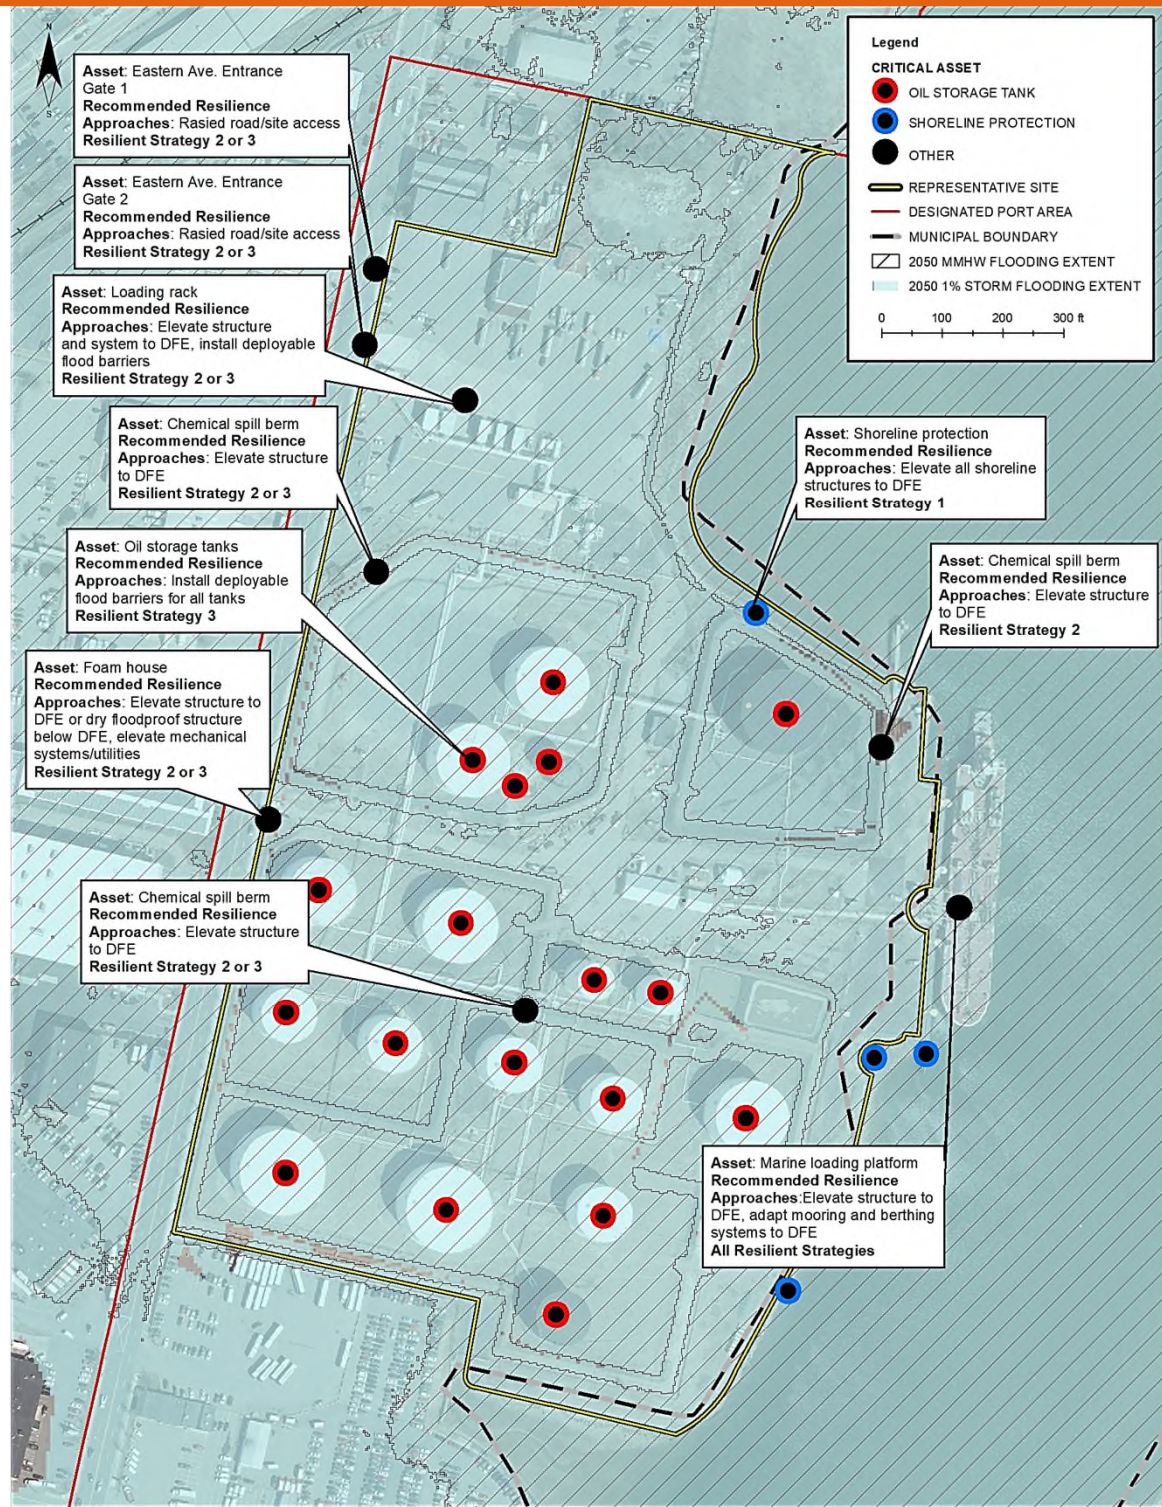 N
S
Asset: Eastern Ave. Entrance
Gate 1
Recommended Resilience
Approaches: Rasied road/site access
Resilient Strategy 2 or 3
Asset: Eastern Ave. Entrance
Gate 2
Recommended Resilience
Approaches: Rasied road/site access
Resilient Strategy 2 or 3
Asset: Loading rack
Recommended Resilience
Approaches: Elevate structure
and system to DFE, install deployable
flood barriers
Resilient Strategy 2 or 3
Asset: Chemical spill berm
Recommended Resilience
Approaches: Elevate structure
to DFE
Resilient Strategy 2 or 3
Asset: Oil storage tanks
Recommended Resilience
Approaches: Install deployable
flood barriers for all tanks
Resilient Strategy 3
Asset: Foam house
Recommended Resilience
Approaches: Elevate structure to
DFE or dry floodproof structure
below DFE, elevate mechanical
systems/utilities
Resilient Strategy 2 or 3
Asset: Chemical spill berm
Recommended Resilience
Approaches: Elevate structure
to DFE
Resilient Strategy 2 or 3
Legend
CRITICAL ASSET
OIL STORAGE TANK
SHORELINE PROTECTION
OTHER
REPRESENTATIVE SITE
DESIGNATED PORT AREA
MUNICIPAL BOUNDARY
2050 MMHW FLOODING EXTENT
2050 1% STORM FLOODING EXTENT
0 100 200 300 ft
Asset: Shoreline protection
Recommended Resilience
Approaches: Elevate all shoreline
structures to DFE
Resilient Strategy 1
Asset: Chemical spill berm
Recommended Resilience
Approaches: Elevate structure
to DFE
Resilient Strategy 2
Asset: Marine loading platform
Recommended Resilience
Approaches:Elevate structure to
DFE, adapt mooring and berthing
systems to DFE
All Resilient Strategies